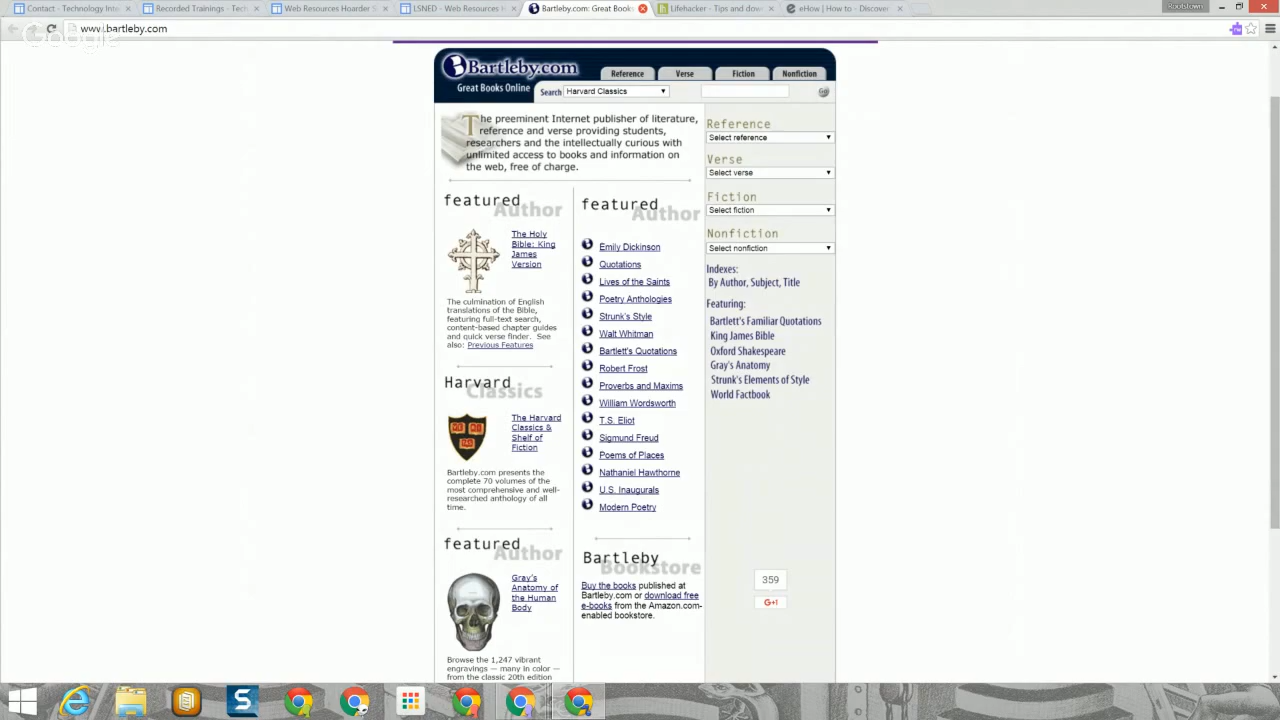 Contact - Technology Inte
Recorded Trainings - Tech
Web Resources Hoarder S
LSNED - Web Resources H
Bartleby.com: Great Books
Lifehacker - Tips and dow
eHow | How to - Discover
Rootstown
www.bartleby.com
Bartleby.com
Great Books Online
Reference
Verse
Fiction
Nonfiction
Search
Harvard Classics
The preeminent Internet publisher of literature,
reference and verse providing students,
researchers and the intellectually curious with
unlimited access to books and information on
the web, free of charge.
featured
Author
The Holy
Bible: King
James
Version
The culmination of English
translations of the Bible,
featuring full-text search,
content-based chapter guides
and quick verse finder. See
also: Previous Features
Harvard
Classics
The Harvard
Classics &
Shelf of
Fiction
Bartleby.com presents the
complete 70 volumes of the
most comprehensive and well-
researched anthology of all
time.
featured
Author
Gray's
Anatomy of
the Human
Body
Browse the 1,247 vibrant
engravings — many in color —
from the classic 20th edition
featured
Author
Emily Dickinson
Quotations
Lives of the Saints
Poetry Anthologies
Strunk's Style
Walt Whitman
Bartlett's Quotations
Robert Frost
Proverbs and Maxims
William Wordsworth
T.S. Eliot
Sigmund Freud
Poems of Places
Nathaniel Hawthorne
U.S. Inaugurals
Modern Poetry
Bartleby
Bookstore
Buy the books published at
Bartleby.com or download free
e-books from the Amazon.com-
enabled bookstore.
Reference
Select reference
Verse
Select verse
Fiction
Select fiction
Nonfiction
Select nonfiction
Indexes:
By Author, Subject, Title
Featuring:
Bartlett's Familiar Quotations
King James Bible
Oxford Shakespeare
Gray's Anatomy
Strunk's Elements of Style
World Factbook
359
G+1